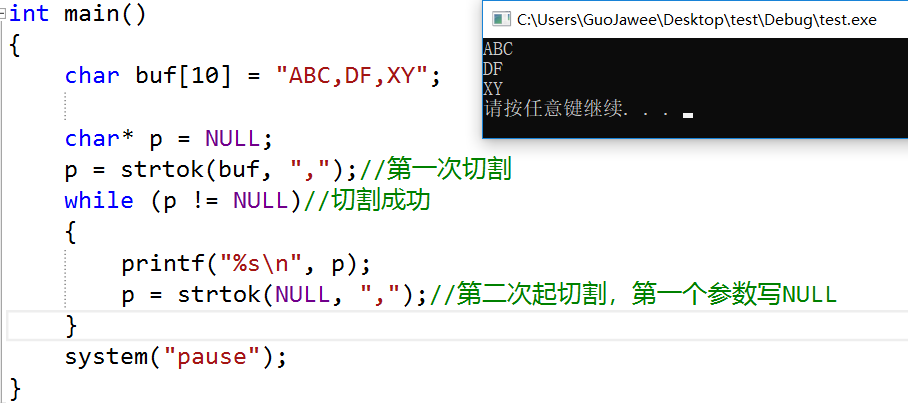 int main()
{
char buf[10] = "ABC,DF,XY";
char* p = NULL;
p = strtok(buf, ",");//第一次切割
while (p != NULL)//切割成功
{
printf("%s\n", p);
p = strtok(NULL, ",");//第二次起切割，第一个参数写NULL
}
system("pause");
}
C:\Users\GuoJawee\Desktop\test\Debug\test.exe
ABC
DF
XY
请按任意键继续. . .